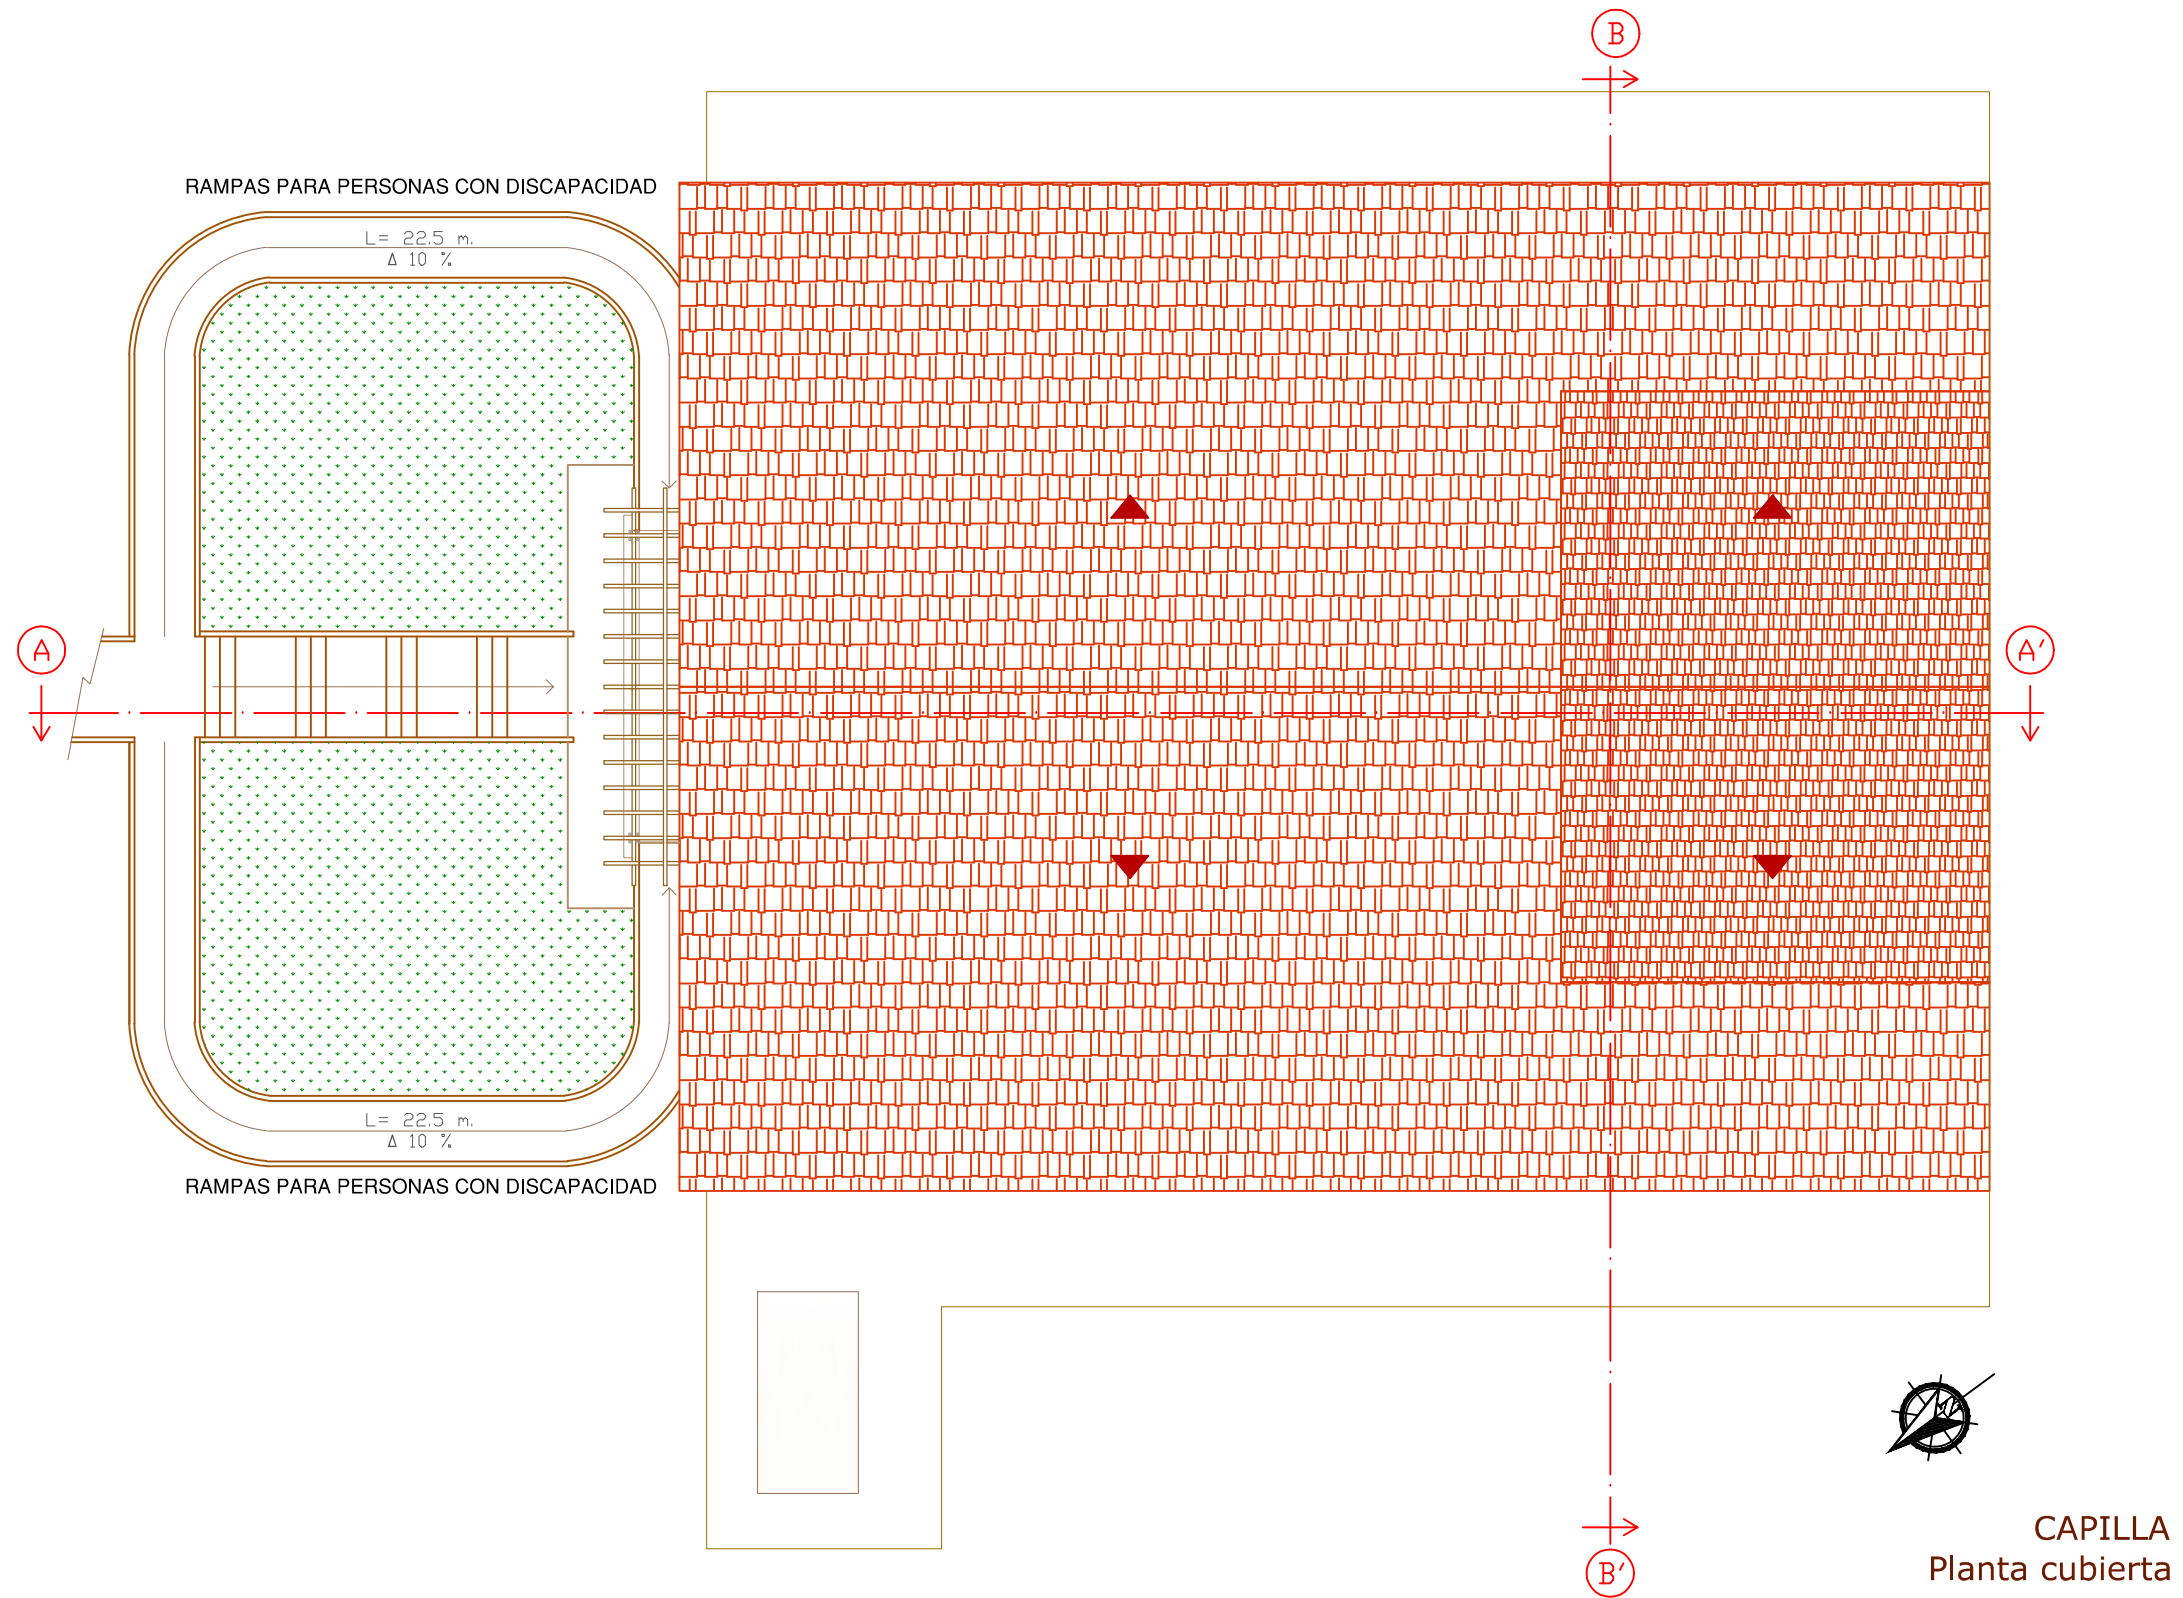 B
RAMPAS PARA PERSONAS CON DISCAPACIDAD
L= 22.5 m.
Δ 10 %
A
A'
L= 22.5 m.
Δ 10 %
RAMPAS PARA PERSONAS CON DISCAPACIDAD
CAPILLA
Planta cubierta
B'